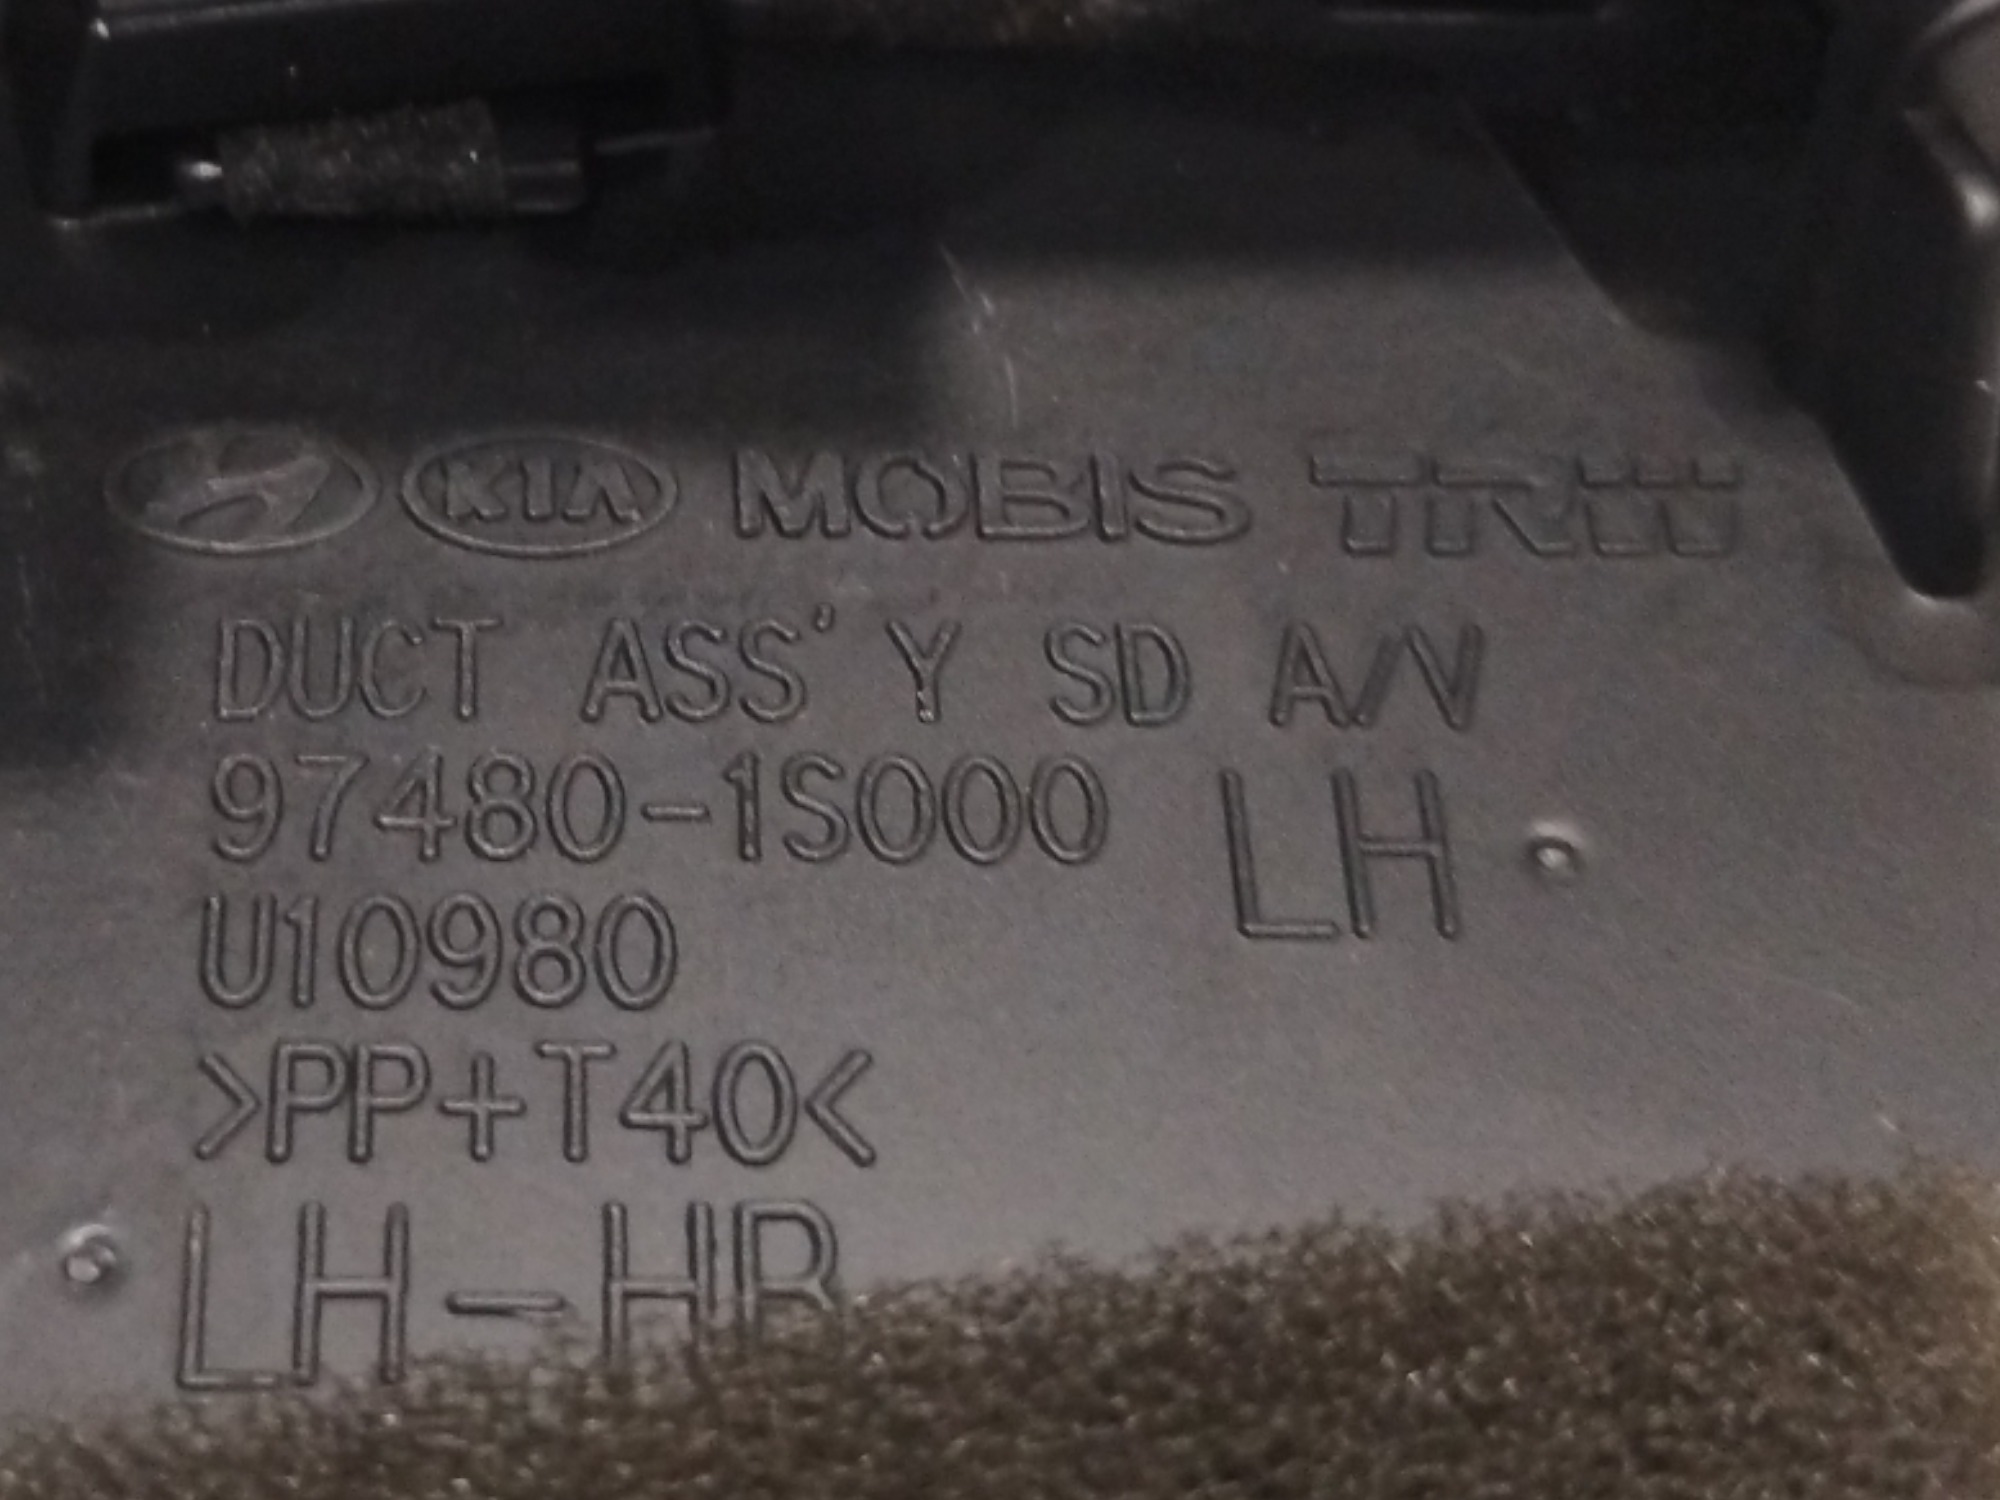 KIA MOBIS TRW
DUCT ASS'Y SD A/V
97480-1S000 LH
U10980
>PP+T40<
LH-HR